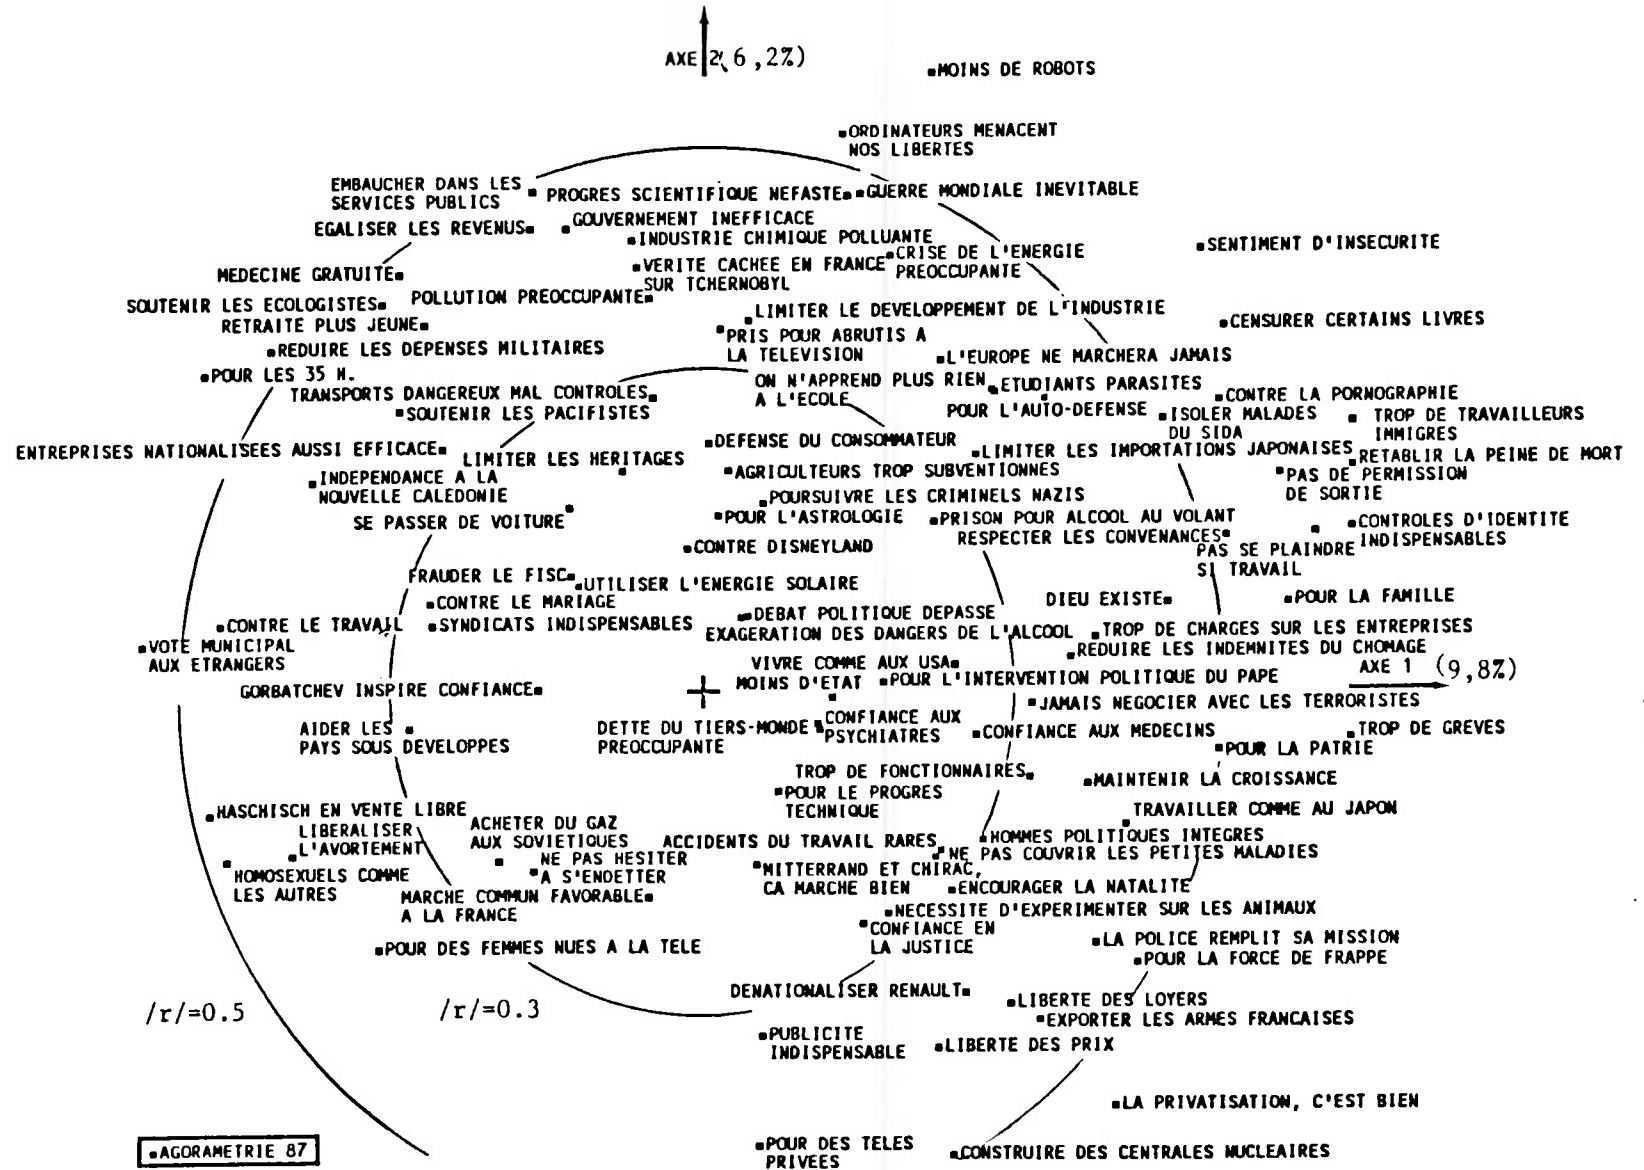 AXE 2(6,2%)
MOINS DE ROBOTS
ORDINATEURS MENACENT
NOS LIBERTES
EMBAUCHER DANS LES
SERVICES PUBLICS
PROGRES SCIENTIFIQUE NEFASTE
GUERRE MONDIALE INEVITABLE
EGALISER LES REVENUS
GOUVERNEMENT INEFFICACE
INDUSTRIE CHIMIQUE POLLUANTE
SENTIMENT D'INSECURITE
MEDECINE GRATUITE
VERITE CACHEE EN FRANCE
SUR TCHERNOBYL
CRISE DE L'ENERGIE
PREOCCUPANTE
SOUTENIR LES ECOLOGISTES
POLLUTION PREOCCUPANTE
RETRAITE PLUS JEUNE
LIMITER LE DEVELOPPEMENT DE L'INDUSTRIE
CENSURER CERTAINS LIVRES
PRIS POUR ABRUTIS A
LA TELEVISION
REDUIRE LES DEPENSES MILITAIRES
L'EUROPE NE MARCHERA JAMAIS
POUR LES 35 H.
TRANSPORTS DANGEREUX MAL CONTROLES
ON N'APPREND PLUS RIEN
A L'ECOLE
ETUDIANTS PARASITES
CONTRE LA PORNOGRAPHIE
SOUTENIR LES PACIFISTES
POUR L'AUTO-DEFENSE
ISOLER MALADES
DU SIDA
TROP DE TRAVAILLEURS
IMMIGRES
ENTREPRISES NATIONALISEES AUSSI EFFICACE
LIMITER LES HERITAGES
DEFENSE DU CONSOMMATEUR
LIMITER LES IMPORTATIONS JAPONAISES
RETABLIR LA PEINE DE MORT
INDEPENDANCE A LA
NOUVELLE CALEDONIE
AGRICULTEURS TROP SUBVENTIONNES
PAS DE PERMISSION
DE SORTIE
POURSUIVRE LES CRIMINELS NAZIS
SE PASSER DE VOITURE
POUR L'ASTROLOGIE
PRISON POUR ALCOOL AU VOLANT
CONTROLES D'IDENTITE
INDISPENSABLES
RESPECTER LES CONVENANCES
CONTRE DISNEYLAND
PAS SE PLAINDRE
SI TRAVAIL
FRAUDER LE FISC
UTILISER L'ENERGIE SOLAIRE
CONTRE LE MARIAGE
DIEU EXISTE
POUR LA FAMILLE
CONTRE LE TRAVAIL
SYNDICATS INDISPENSABLES
DEBAT POLITIQUE DEPASSE
EXAGERATION DES DANGERS DE L'ALCOOL
TROP DE CHARGES SUR LES ENTREPRISES
VOTE MUNICIPAL
AUX ETRANGERS
REDUIRE LES INDEMNITES DU CHOMAGE
VIVRE COMME AUX USA
AXE 1 (9,8%)
GORBATCHEV INSPIRE CONFIANCE
MOINS D'ETAT
POUR L'INTERVENTION POLITIQUE DU PAPE
JAMAIS NEGOCIER AVEC LES TERRORISTES
AIDER LES
PAYS SOUS DEVELOPPES
DETTE DU TIERS-MONDE
PREOCCUPANTE
CONFIANCE AUX
PSYCHIATRES
CONFIANCE AUX MEDECINS
TROP DE GREVES
POUR LA PATRIE
TROP DE FONCTIONNAIRES
MAINTENIR LA CROISSANCE
POUR LE PROGRES
TECHNIQUE
HASCHISCH EN VENTE LIBRE
TRAVAILLER COMME AU JAPON
LIBERALISER
L'AVORTEMENT
ACHETER DU GAZ
AUX SOVIETIQUES
ACCIDENTS DU TRAVAIL RARES
HOMMES POLITIQUES INTEGRES
NE PAS COUVRIR LES PETITES MALADIES
HOMOSEXUELS COMME
LES AUTRES
NE PAS HESITER
A S'ENDETTER
MITTERRAND ET CHIRAC,
CA MARCHE BIEN
ENCOURAGER LA NATALITE
MARCHE COMMUN FAVORABLE
A LA FRANCE
NECESSITE D'EXPERIMENTER SUR LES ANIMAUX
CONFIANCE EN
LA JUSTICE
POUR DES FEMMES NUES A LA TELE
LA POLICE REMPLIT SA MISSION
POUR LA FORCE DE FRAPPE
DENATIONALISER RENAULT
LIBERTE DES LOYERS
/r/=0.5
/r/=0.3
EXPORTER LES ARMES FRANCAISES
PUBLICITE
INDISPENSABLE
LIBERTE DES PRIX
LA PRIVATISATION, C'EST BIEN
AGORAMETRIE 87
POUR DES TELES
PRIVEES
CONSTRUIRE DES CENTRALES NUCLEAIRES